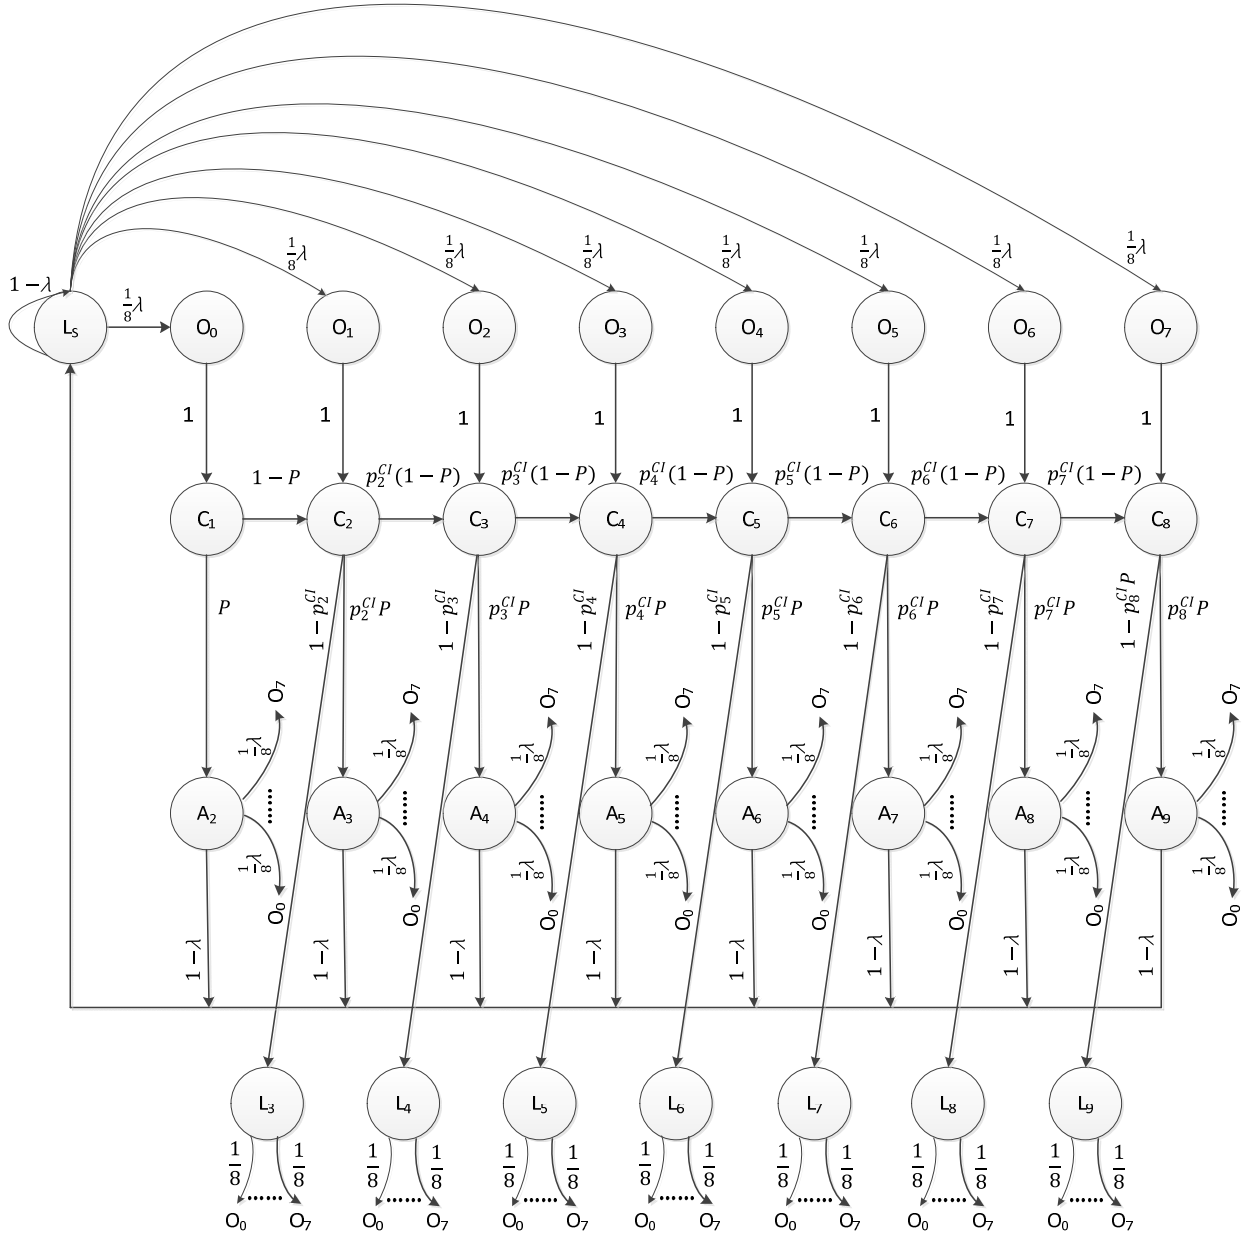 1/8 λ 1/8 λ 1/8 λ 1/8 λ 1/8 λ 1/8 λ 1/8 λ
1 − λ 1/8 λ
L_S O_0 O_1 O_2 O_3 O_4 O_5 O_6 O_7
1 1 1 1 1 1 1 1
1 − P p_2^{CI}(1 − P) p_3^{CI}(1 − P) p_4^{CI}(1 − P) p_5^{CI}(1 − P) p_6^{CI}(1 − P) p_7^{CI}(1 − P)
C_1 C_2 C_3 C_4 C_5 C_6 C_7 C_8
P 1 − p_2^{CI} p_2^{CI}P 1 − p_3^{CI} p_3^{CI}P 1 − p_4^{CI} p_4^{CI}P 1 − p_5^{CI} p_5^{CI}P 1 − p_6^{CI} p_6^{CI}P 1 − p_7^{CI} p_7^{CI}P 1 − p_8^{CI}P p_8^{CI}P
O_7 O_7 O_7 O_7 O_7 O_7 O_7 O_7
1/8 λ 1/8 λ 1/8 λ 1/8 λ 1/8 λ 1/8 λ 1/8 λ 1/8 λ
A_2 A_3 A_4 A_5 A_6 A_7 A_8 A_9
1/8 λ 1/8 λ 1/8 λ 1/8 λ 1/8 λ 1/8 λ 1/8 λ 1/8 λ
O_0 O_0 O_0 O_0 O_0 O_0 O_0 O_0
1 − λ 1 − λ 1 − λ 1 − λ 1 − λ 1 − λ 1 − λ 1 − λ
L_3 L_4 L_5 L_6 L_7 L_8 L_9
1/8 1/8 1/8 1/8 1/8 1/8 1/8 1/8 1/8 1/8 1/8 1/8 1/8 1/8
O_0 ...... O_7 O_0 ...... O_7 O_0 ...... O_7 O_0 ...... O_7 O_0 ...... O_7 O_0 ...... O_7 O_0 ...... O_7